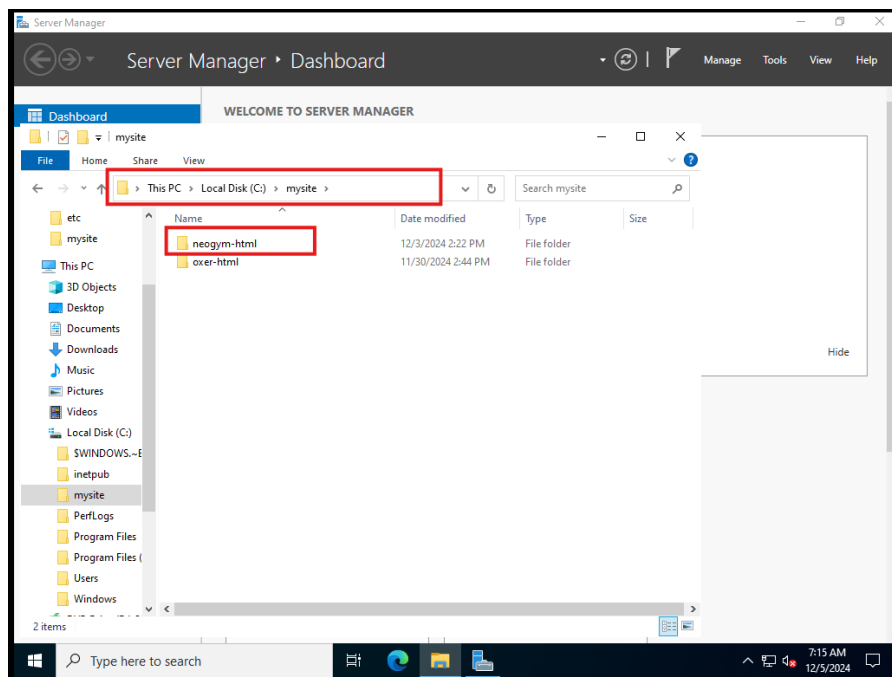 Server Manager
Server Manager ‣ Dashboard
Manage Tools View Help
Dashboard
WELCOME TO SERVER MANAGER
mysite
File Home Share View
This PC › Local Disk (C:) › mysite ›
Search mysite
Name Date modified Type Size
etc
mysite
This PC
3D Objects
Desktop
Documents
Downloads
Music
Pictures
Videos
Local Disk (C:)
$WINDOWS.~E
inetpub
mysite
PerfLogs
Program Files
Program Files (
Users
Windows
neogym-html 12/3/2024 2:22 PM File folder
oxer-html 11/30/2024 2:44 PM File folder
Hide
2 items
Type here to search
7:15 AM
12/5/2024